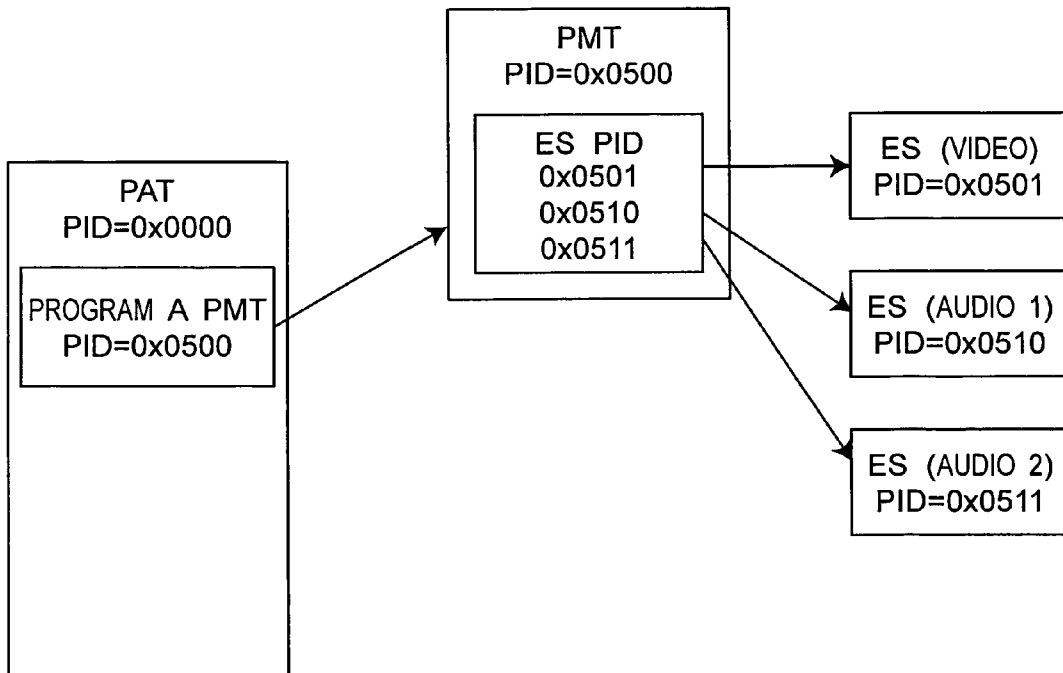 PAT
PID=0x0000
PROGRAM A PMT
PID=0x0500
PMT
PID=0x0500
ES PID
0x0501
0x0510
0x0511
ES (VIDEO)
PID=0x0501
ES (AUDIO 1)
PID=0x0510
ES (AUDIO 2)
PID=0x0511